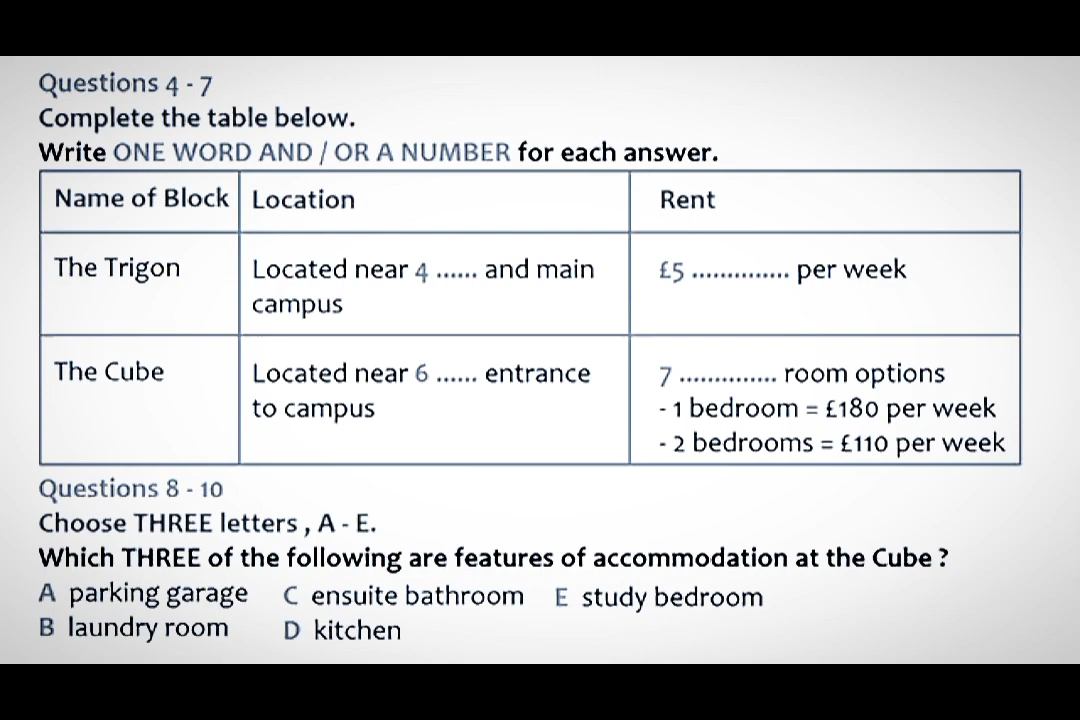 Questions 4 - 7
Complete the table below.
Write ONE WORD AND / OR A NUMBER for each answer.
Name of Block Location Rent
The Trigon Located near 4 ...... and main £5 .............. per week
campus
The Cube Located near 6 ...... entrance 7 .............. room options
to campus - 1 bedroom = £180 per week
- 2 bedrooms = £110 per week
Questions 8 - 10
Choose THREE letters , A - E.
Which THREE of the following are features of accommodation at the Cube ?
A parking garage C ensuite bathroom E study bedroom
B laundry room D kitchen